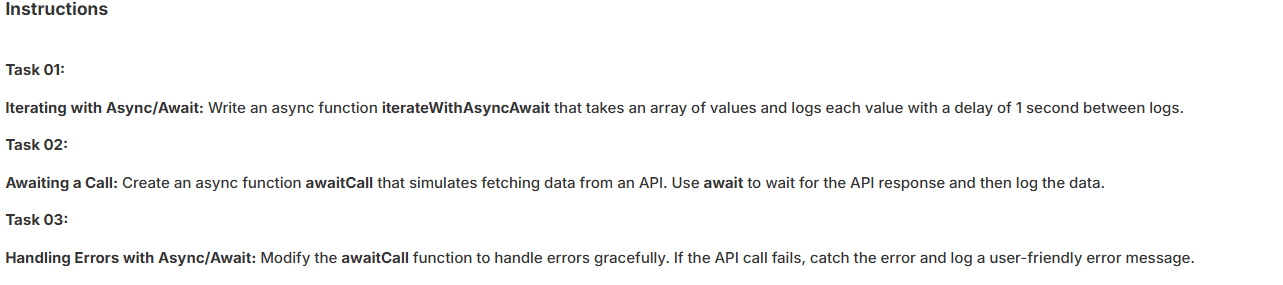 Instructions
Task 01:
Iterating with Async/Await: Write an async function iterateWithAsyncAwait that takes an array of values and logs each value with a delay of 1 second between logs.
Task 02:
Awaiting a Call: Create an async function awaitCall that simulates fetching data from an API. Use await to wait for the API response and then log the data.
Task 03:
Handling Errors with Async/Await: Modify the awaitCall function to handle errors gracefully. If the API call fails, catch the error and log a user-friendly error message.